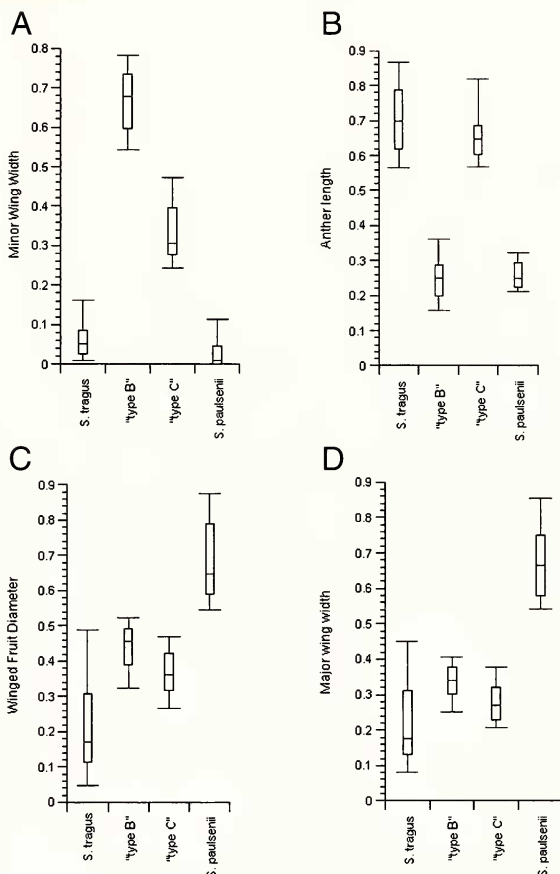 A
Minor Wing Width
0.8
0.7
0.6
0.5
0.4
0.3
0.2
0.1
0
S. tragus
"type B"
"type C"
S. paulsenii
B
Anther length
0.9
0.8
0.7
0.6
0.5
0.4
0.3
0.2
0.1
0
S. tragus
"type B"
"type C"
S. paulsenii
C
Winged Fruit Diameter
0.9
0.8
0.7
0.6
0.5
0.4
0.3
0.2
0.1
0
S. tragus
"type B"
"type C"
S. paulsenii
D
Major wing width
0.9
0.8
0.7
0.6
0.5
0.4
0.3
0.2
0.1
0
S. tragus
"type B"
"type C"
S. paulsenii